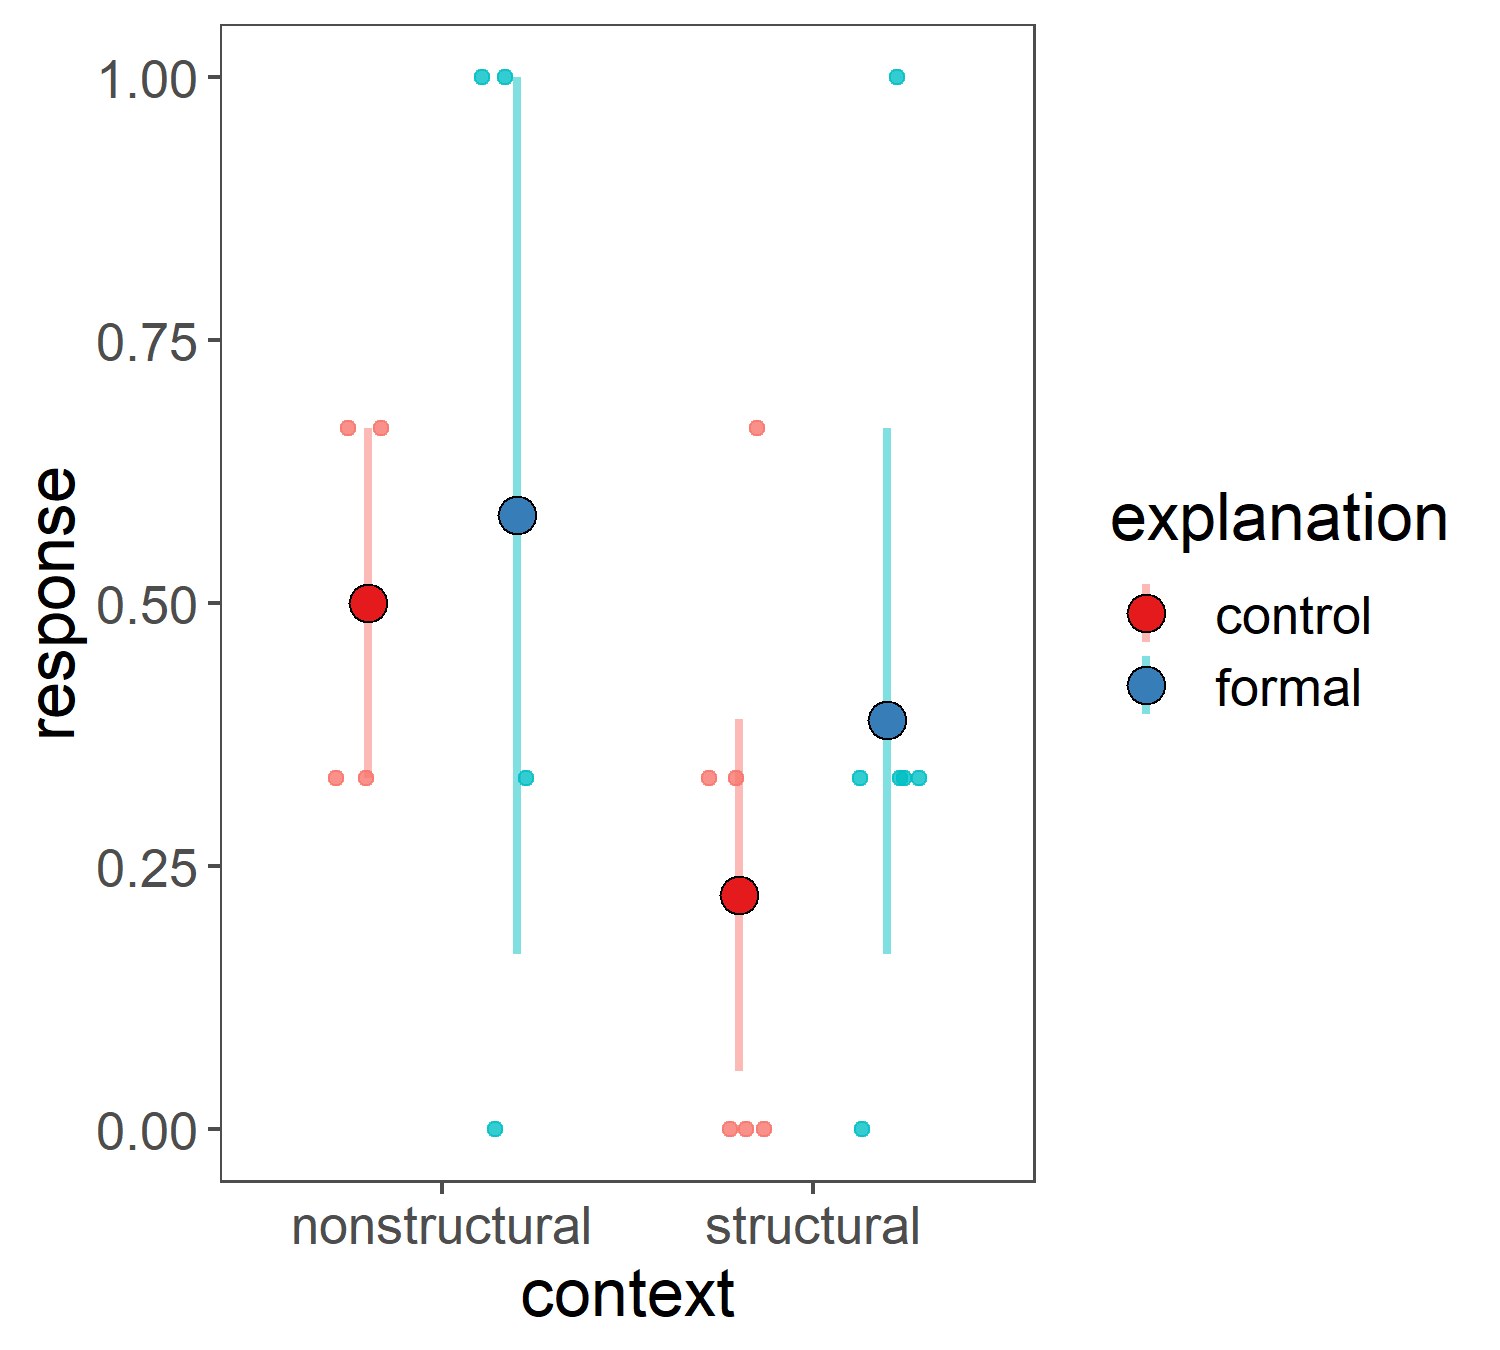 1.00
0.75
0.50
0.25
0.00
response
nonstructural
structural
context
explanation
control
formal